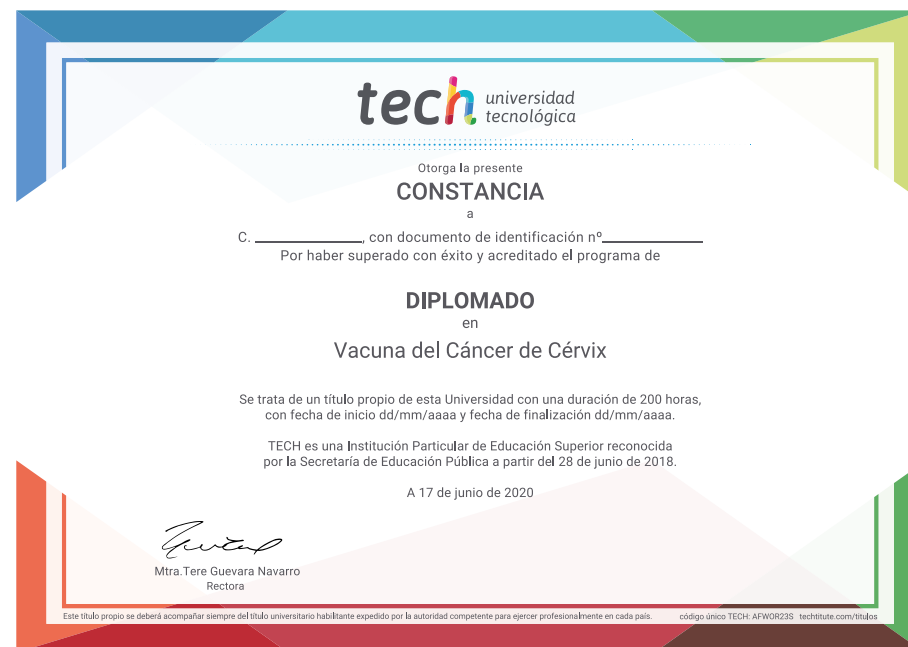 tech universidad
tecnológica
Otorga la presente
CONSTANCIA
a
C. ______________, con documento de identificación nº_____________
Por haber superado con éxito y acreditado el programa de
DIPLOMADO
en
Vacuna del Cáncer de Cérvix
Se trata de un título propio de esta Universidad con una duración de 200 horas,
con fecha de inicio dd/mm/aaaa y fecha de finalización dd/mm/aaaa.
TECH es una Institución Particular de Educación Superior reconocida
por la Secretaría de Educación Pública a partir del 28 de junio de 2018.
A 17 de junio de 2020
Mtra.Tere Guevara Navarro
Rectora
Este título propio se deberá acompañar siempre del título universitario habilitante expedido por la autoridad competente para ejercer profesionalmente en cada país. código único TECH: AFWOR23S techtitute.com/titulos